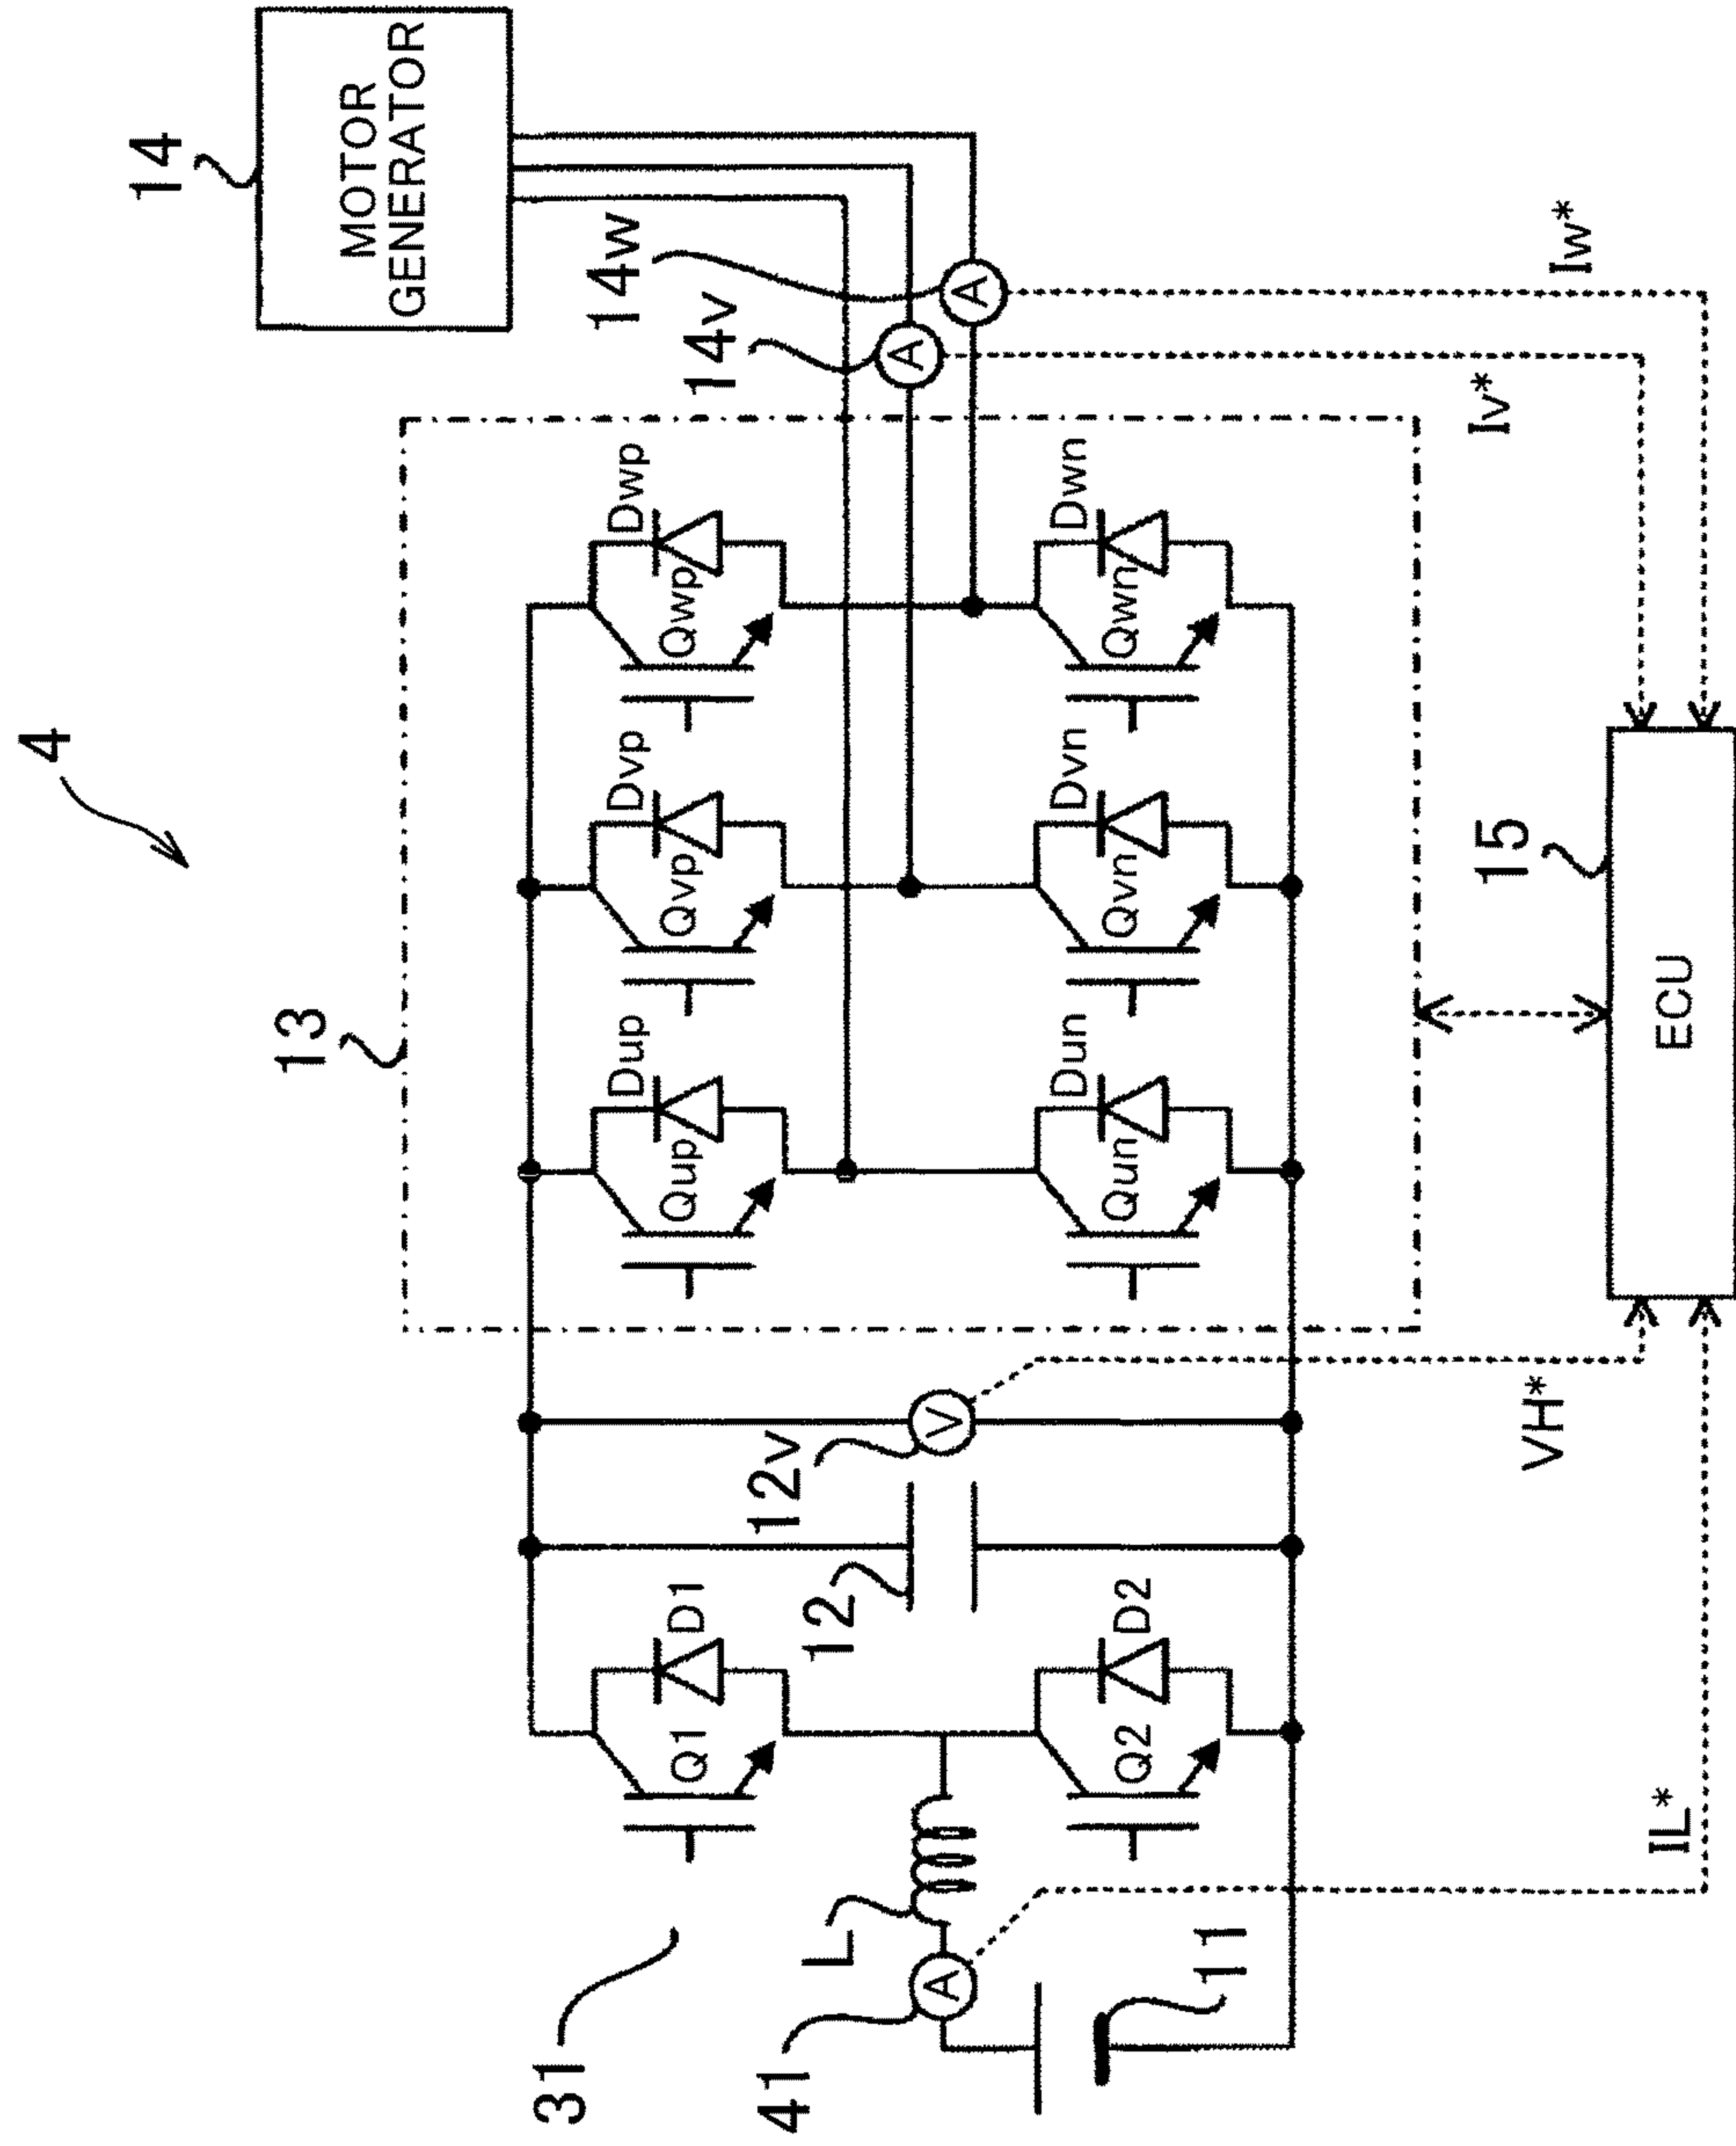 4
14
MOTOR
GENERATOR
13
14v
14w
Dup
Dvp
Dwp
Qup
Qvp
Qwp
Dun
Dvn
Dwn
Qun
Qvn
Qwn
A
A
31
Q1
D1
12
12v
V
41
L
A
Q2
D2
11
VH*
IL*
Iv*
Iw*
15
ECU